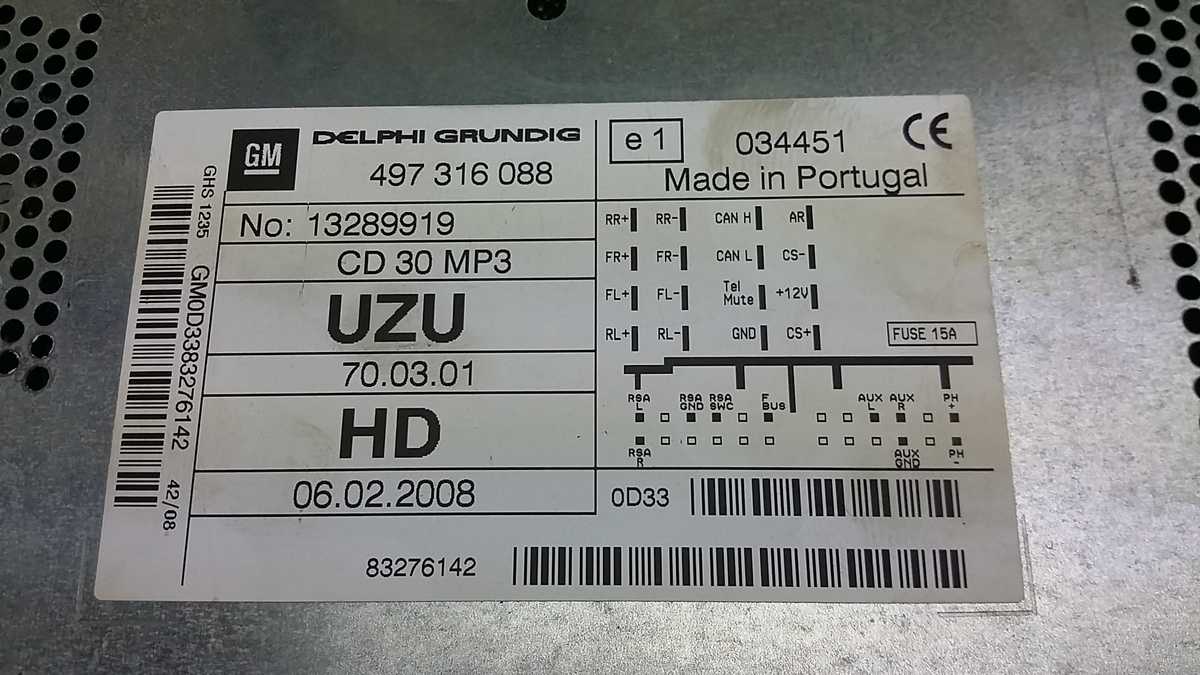 GM DELPHI GRUNDIG
497 316 088
e 1 034451 CE
Made in Portugal
No: 13289919
CD 30 MP3
UZU
70.03.01
HD
06.02.2008
RR+ RR- CAN H AR
FR+ FR- CAN L CS-
FL+ FL- Tel Mute +12V
RL+ RL- GND CS+
FUSE 15A
RSA L RSA GND RSA SWC F BUS AUX L AUX R PH +
RSA R AUX GND PH -
0D33
83276142
GHS 1235 GM0D3383276142 42/08